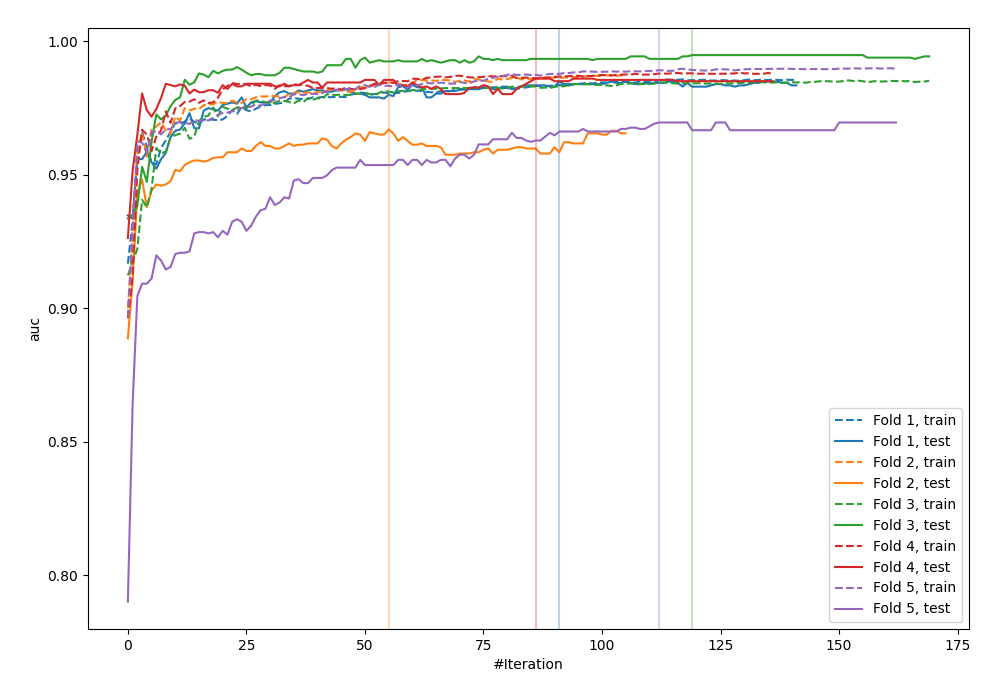 1.00
0.95
0.90
0.85
0.80
auc
0
25
50
75
100
125
150
175
#Iteration
Fold 1, train
Fold 1, test
Fold 2, train
Fold 2, test
Fold 3, train
Fold 3, test
Fold 4, train
Fold 4, test
Fold 5, train
Fold 5, test